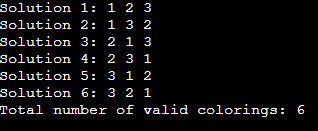 Solution 1: 1 2 3
Solution 2: 1 3 2
Solution 3: 2 1 3
Solution 4: 2 3 1
Solution 5: 3 1 2
Solution 6: 3 2 1
Total number of valid colorings: 6